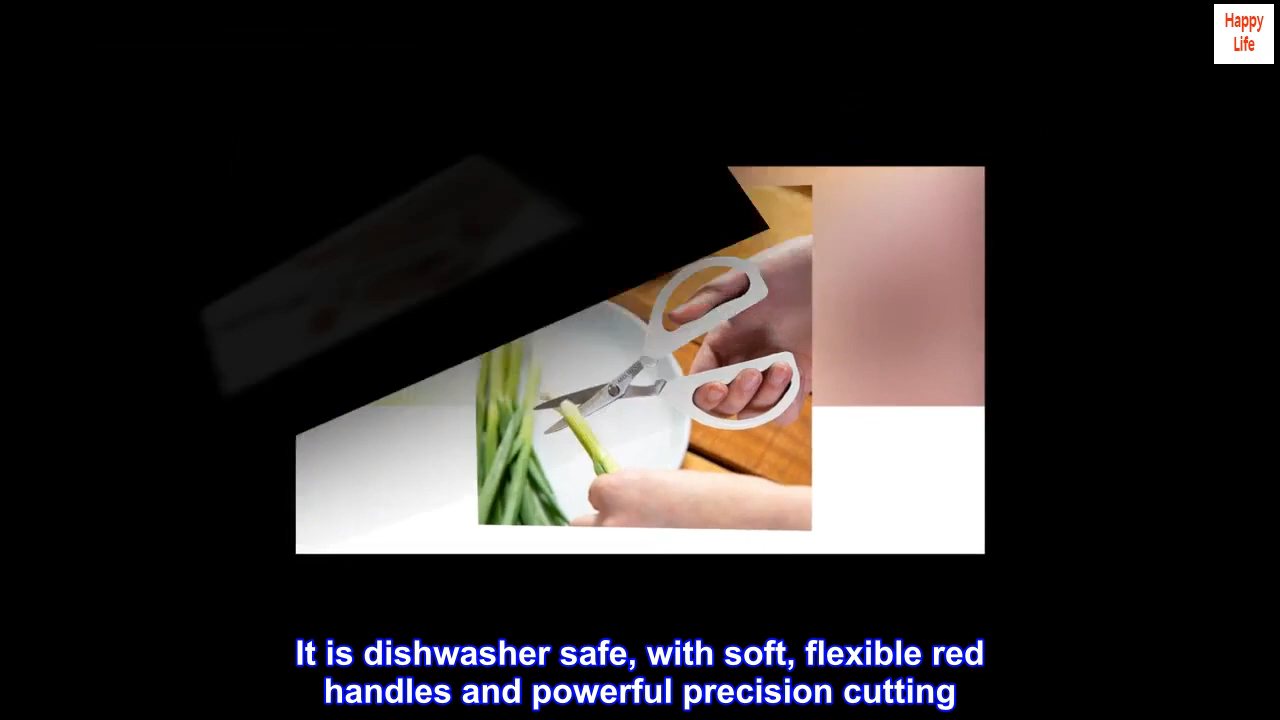 Happy
Life
It is dishwasher safe, with soft, flexible red
handles and powerful precision cutting